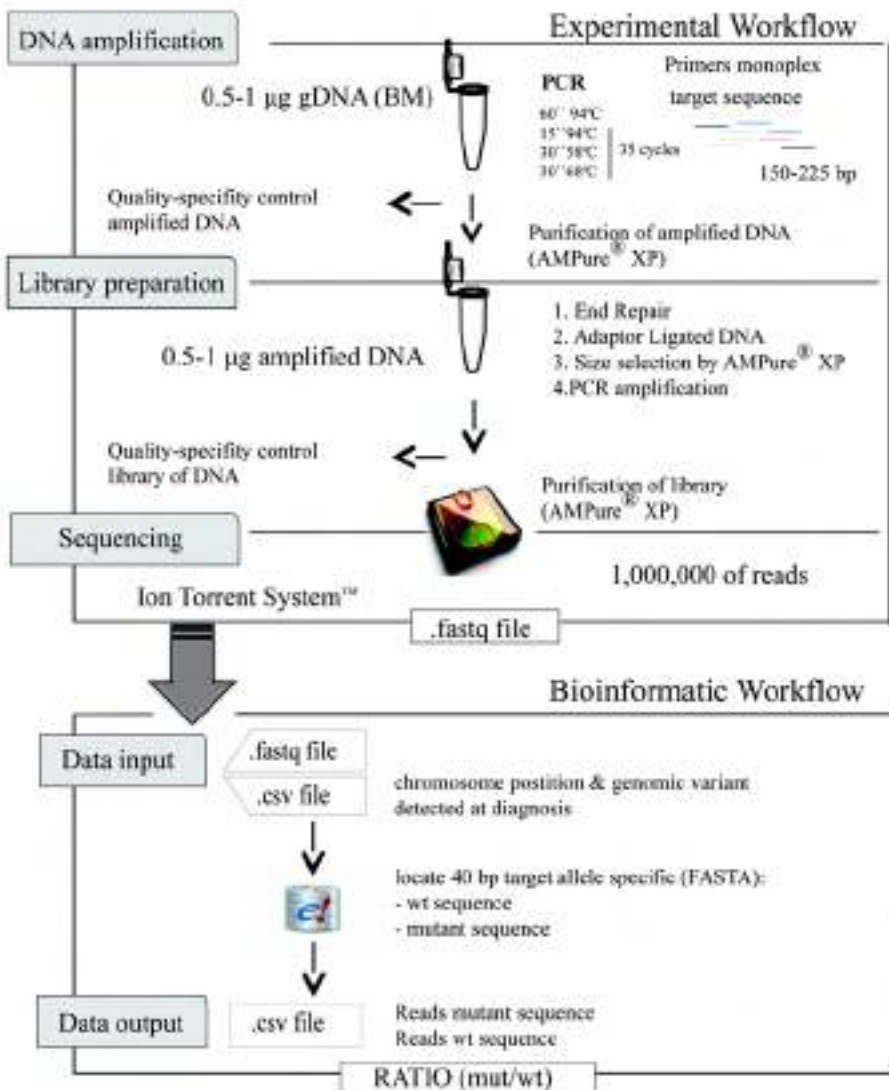 Experimental Workflow
DNA amplification
0.5-1 µg gDNA (BM)
PCR
60´´ 94ºC
15´´94ºC
30´´58ºC
30´´68ºC
35 cycles
Primers monoplex
target sequence
150-225 bp
Quality-specifity control
amplified DNA
Purification of amplified DNA
(AMPure® XP)
Library preparation
0.5-1 µg amplified DNA
1. End Repair
2. Adaptor Ligated DNA
3. Size selection by AMPure® XP
4.PCR amplification
Quality-specifity control
library of DNA
Purification of library
(AMPure® XP)
Sequencing
Ion Torrent System™
1,000,000 of reads
.fastq file
Bioinformatic Workflow
Data input
.fastq file
.csv file
chromosome postition & genomic variant
detected at diagnosis
e!
locate 40 bp target allele specific (FASTA):
- wt sequence
- mutant sequence
Data output
.csv file
Reads mutant sequence
Reads wt sequence
RATIO (mut/wt)